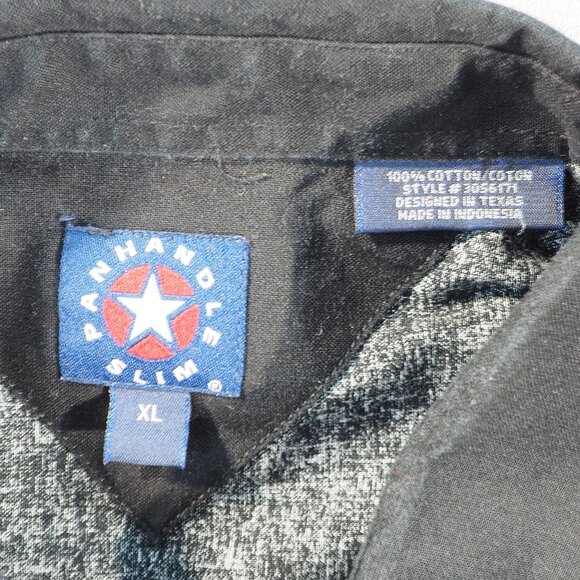 100% COTTON/COTON
STYLE # 3056171
DESIGNED IN TEXAS
MADE IN INDONESIA
PANHANDLE
SLIM ®
XL